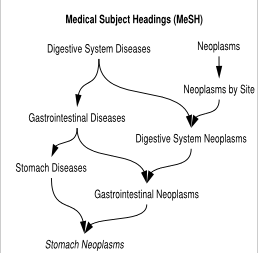 Medical Subject Headings (MeSH)
Digestive System Diseases
Neoplasms
Neoplasms by Site
Gastrointestinal Diseases
Digestive System Neoplasms
Stomach Diseases
Gastrointestinal Neoplasms
Stomach Neoplasms